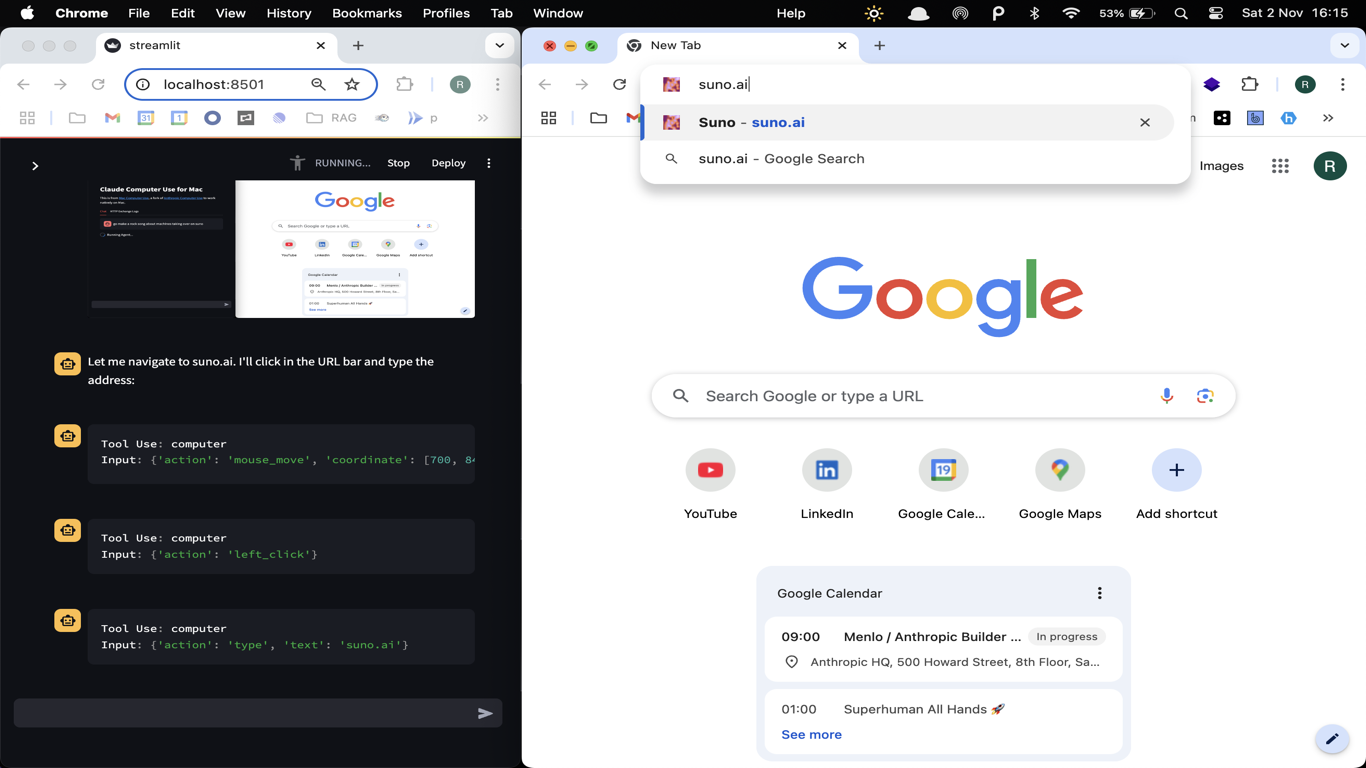 Chrome File Edit View History Bookmarks Profiles Tab Window Help 53% Sat 2 Nov 16:15
streamlit
localhost:8501 R
31 1 RAG p
RUNNING... Stop Deploy
Claude Computer Use for Mac
Running Agent...
Google
Search Google or type a URL
YouTube LinkedIn Google Cale... Google Maps Add shortcut
Google Calendar
09:00 Menlo / Anthropic Builder ... In progress
Anthropic HQ, 500 Howard Street, 8th Floor, Sa...
01:00 Superhuman All Hands 🚀
See more
Let me navigate to suno.ai. I'll click in the URL bar and type the
address:
Tool Use: computer
Input: {'action': 'mouse_move', 'coordinate': [700, 84
Tool Use: computer
Input: {'action': 'left_click'}
Tool Use: computer
Input: {'action': 'type', 'text': 'suno.ai'}
New Tab
suno.ai
Suno - suno.ai
suno.ai - Google Search
R
Images R
Google
Search Google or type a URL
YouTube LinkedIn Google Cale... Google Maps Add shortcut
19
Google Calendar
09:00 Menlo / Anthropic Builder ... In progress
Anthropic HQ, 500 Howard Street, 8th Floor, Sa...
01:00 Superhuman All Hands 🚀
See more